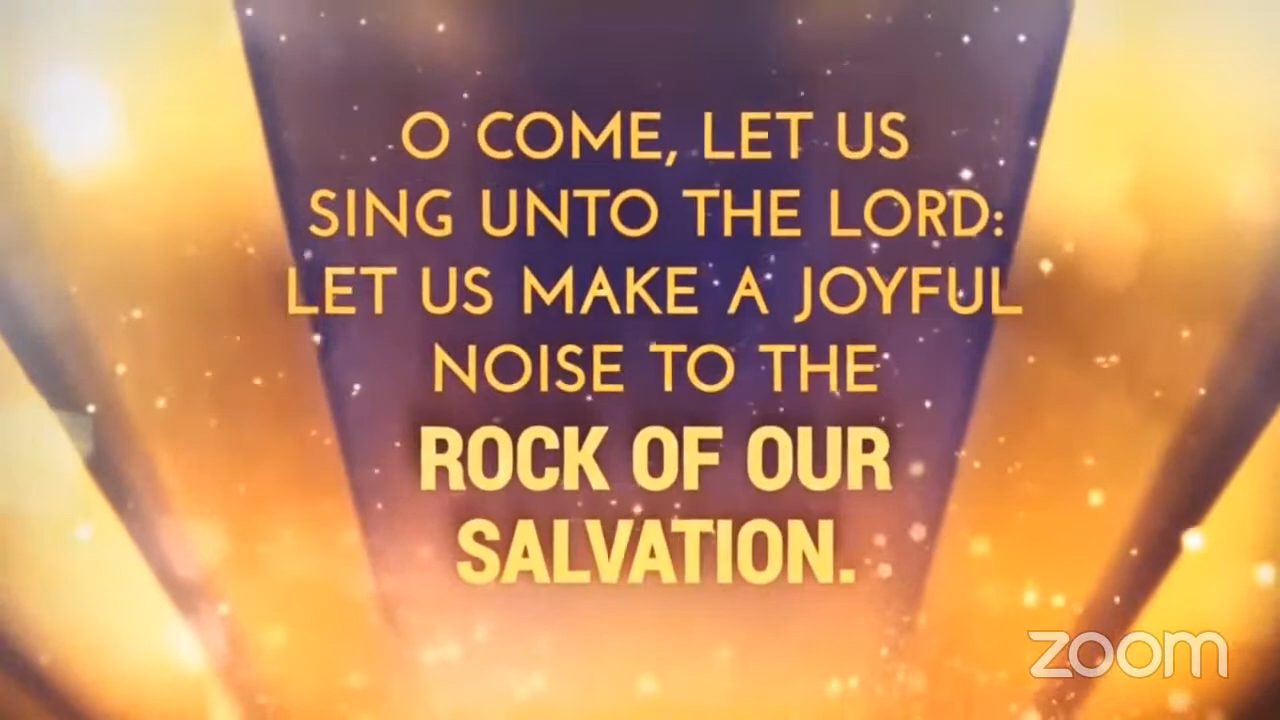 O COME, LET US
SING UNTO THE LORD:
LET US MAKE A JOYFUL
NOISE TO THE
ROCK OF OUR
SALVATION.
zoom